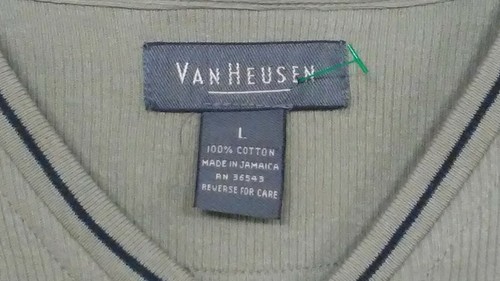 VAN HEUSEN
L
100% COTTON
MADE IN JAMAICA
RN 36543
REVERSE FOR CARE